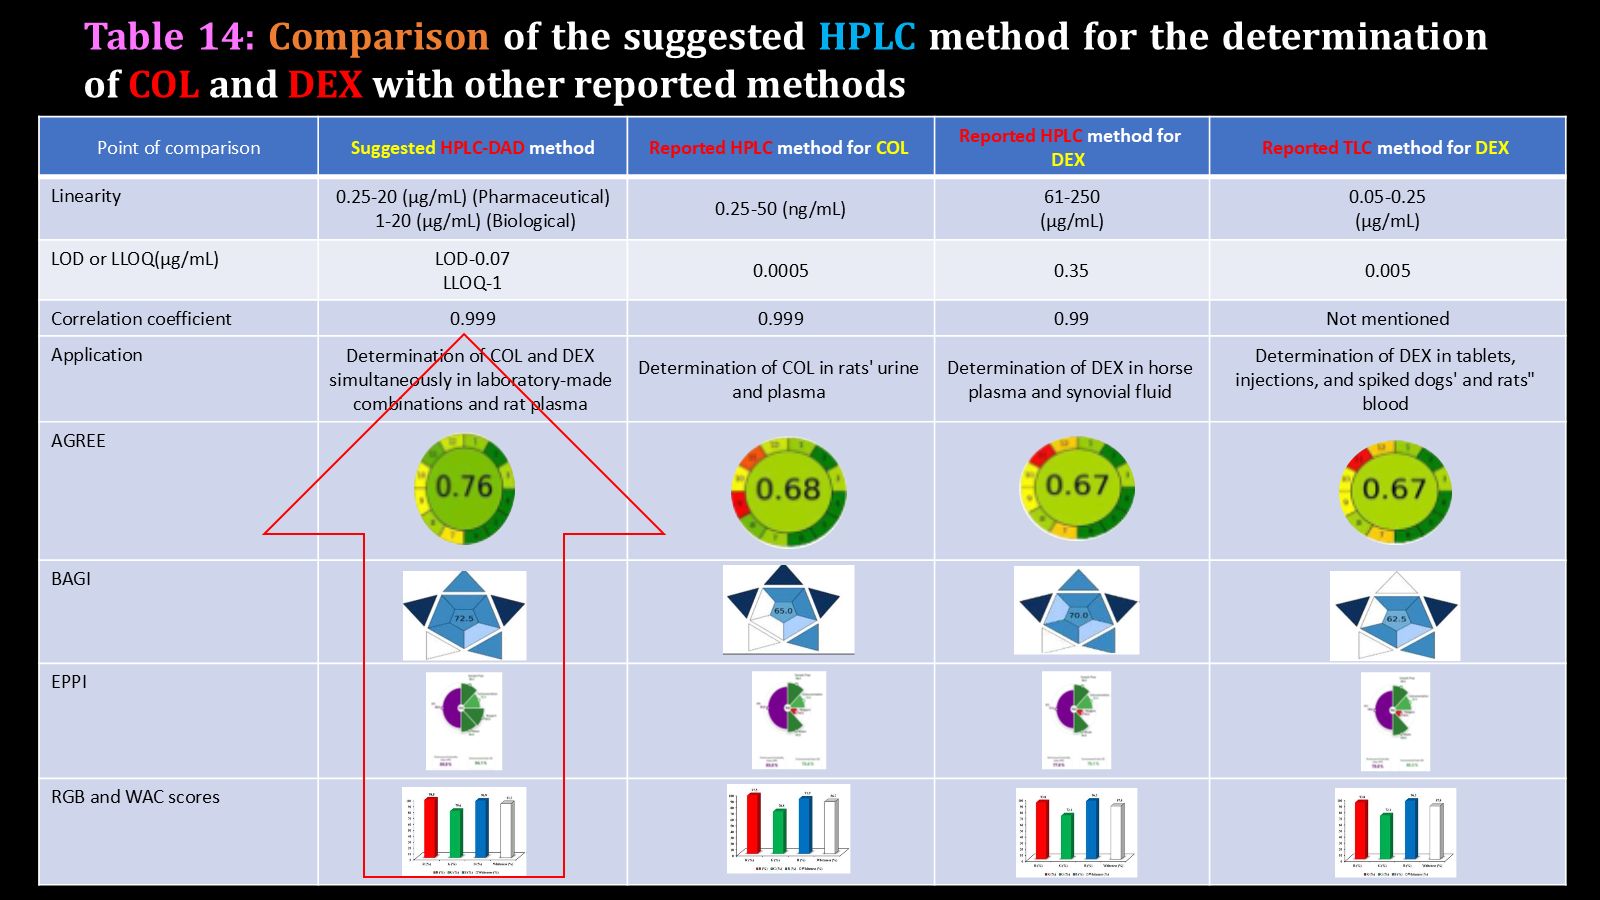 Table 14: Comparison of the suggested HPLC method for the determination
of COL and DEX with other reported methods
Point of comparison
Suggested HPLC-DAD method
Reported HPLC method for COL
Reported HPLC method for
DEX
Reported TLC method for DEX
Linearity
0.25-20 (µg/mL) (Pharmaceutical)
1-20 (µg/mL) (Biological)
0.25-50 (ng/mL)
61-250
(µg/mL)
0.05-0.25
(µg/mL)
LOD or LLOQ(µg/mL)
LOD-0.07
LLOQ-1
0.0005
0.35
0.005
Correlation coefficient
0.999
0.999
0.99
Not mentioned
Application
Determination of COL and DEX
simultaneously in laboratory-made
combinations and rat plasma
Determination of COL in rats' urine
and plasma
Determination of DEX in horse
plasma and synovial fluid
Determination of DEX in tablets,
injections, and spiked dogs' and rats"
blood
AGREE
0.76
0.68
0.67
0.67
BAGI
72.5
65.0
70.0
62.5
EPPI
RGB and WAC scores